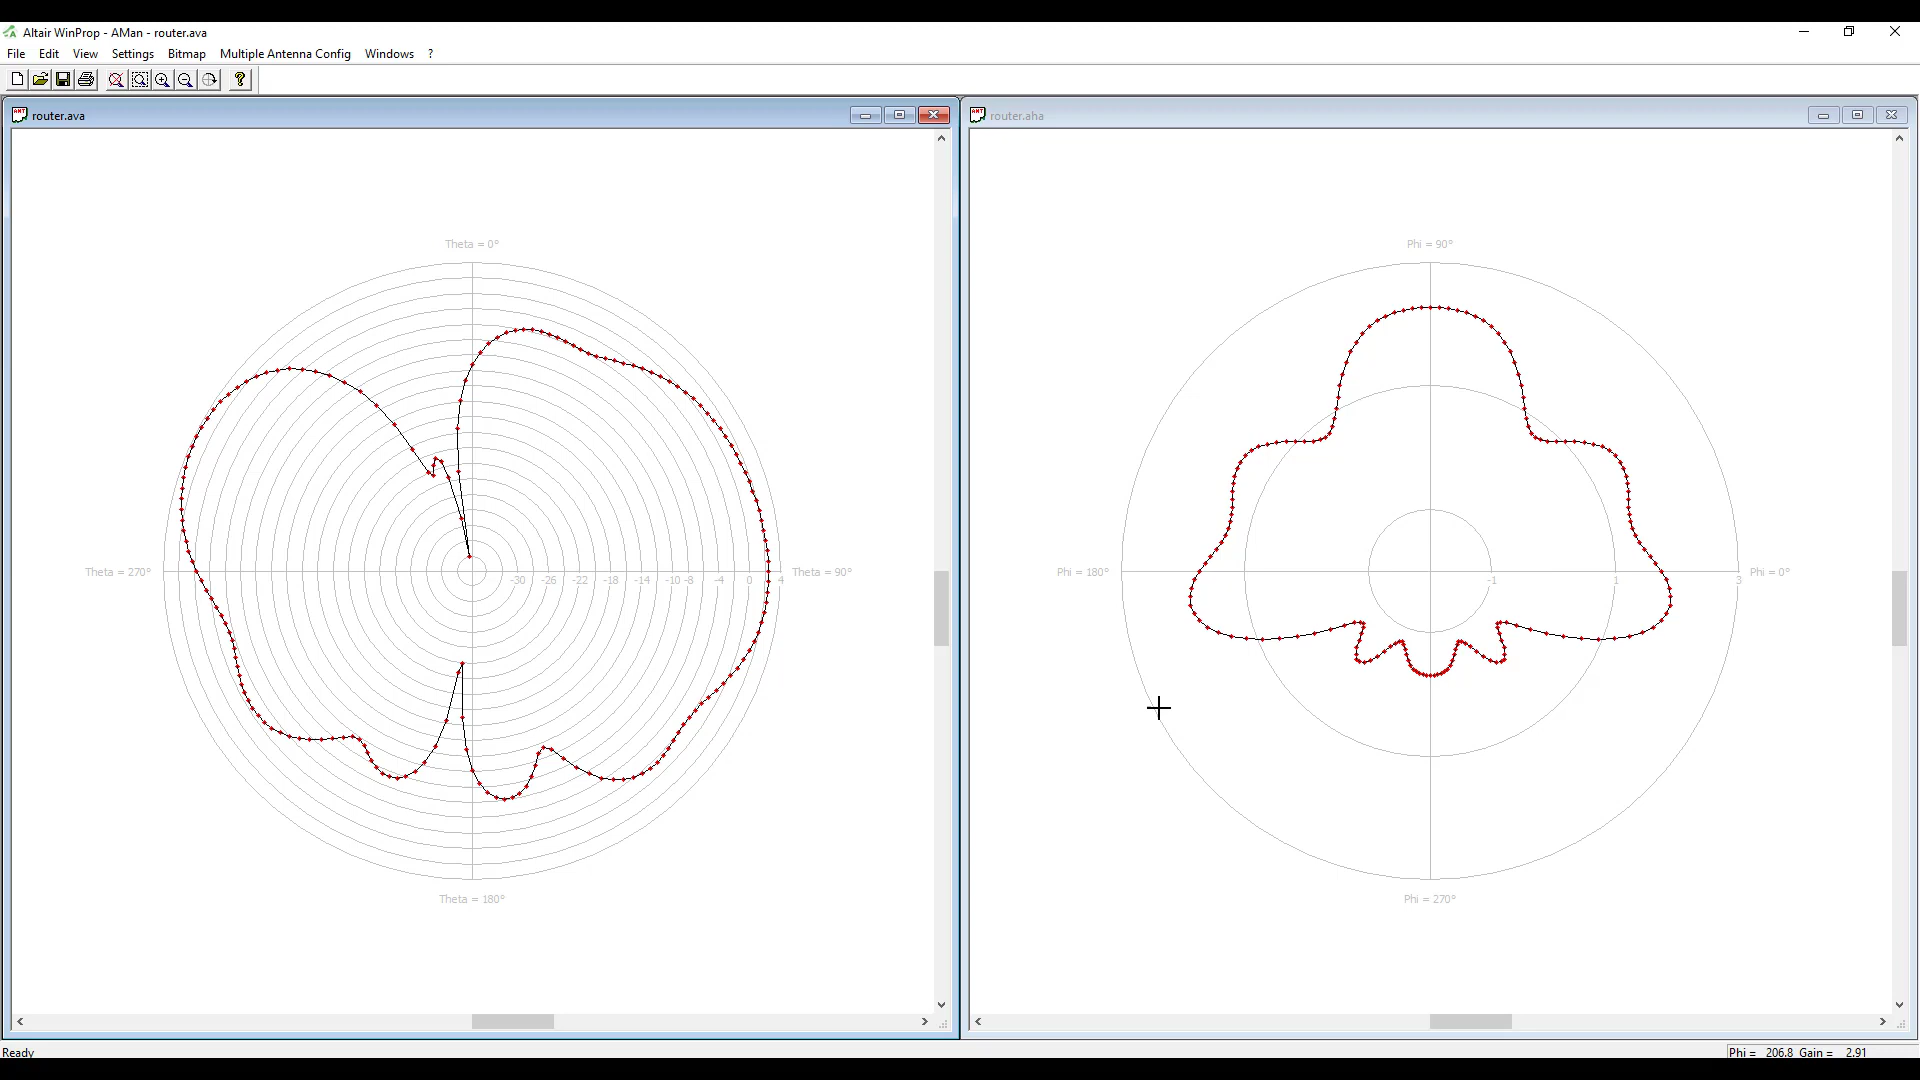 Altair WinProp - AMan - router.ava
File Edit View Settings Bitmap Multiple Antenna Config Windows ?
router.ava
Theta = 0°
Theta = 270°
-30 -26 -22 -18 -14 -10 -8 -4 0 4
Theta = 90°
Theta = 180°
router.aha
Phi = 90°
Phi = 180°
-1 1 3
Phi = 0°
Phi = 270°
Ready
Phi = 206.8 Gain = 2.91